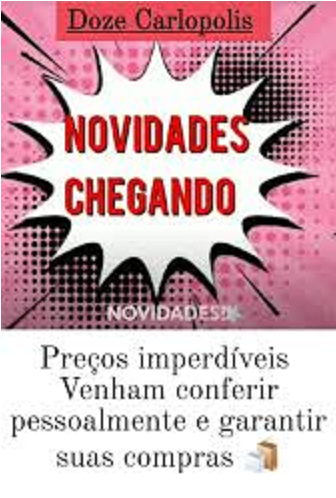 Doze Carlopolis
NOVIDADES
CHEGANDO
NOVIDADES
Preços imperdíveis
Venham conferir
pessoalmente e garantir
suas compras